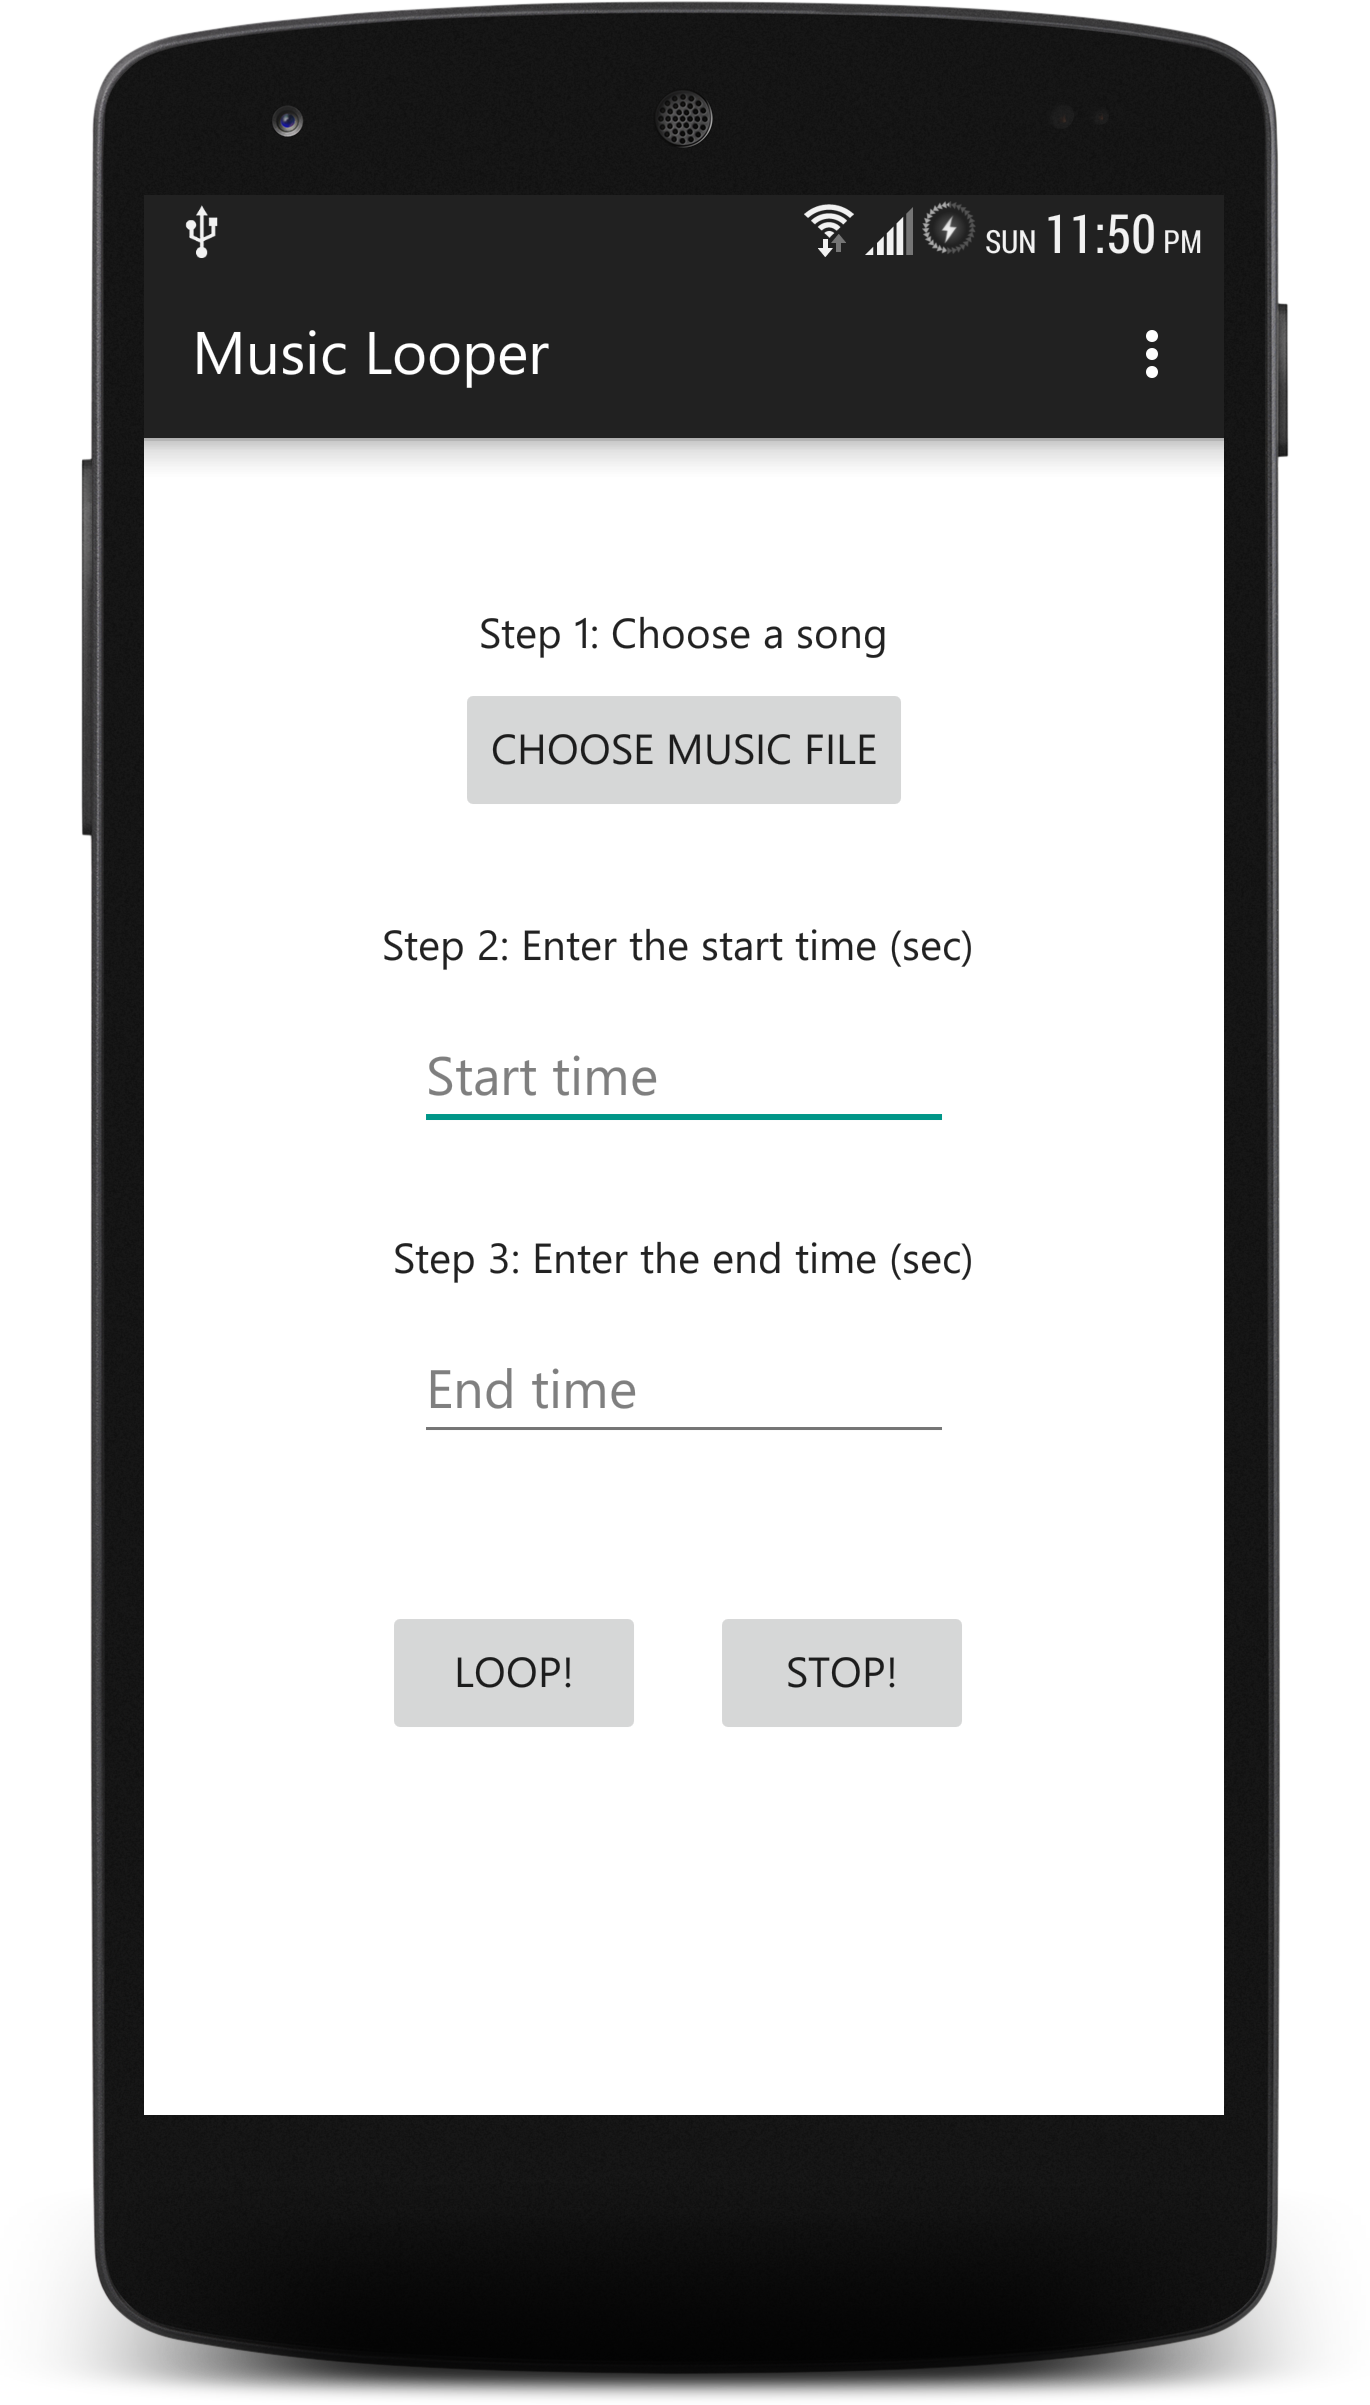 SUN 11:50 PM
Music Looper
Step 1: Choose a song
CHOOSE MUSIC FILE
Step 2: Enter the start time (sec)
Start time
Step 3: Enter the end time (sec)
End time
LOOP! STOP!